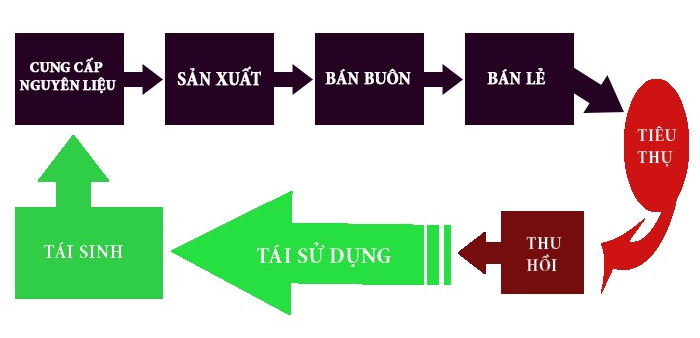 CUNG CẤP
NGUYÊN LIỆU
SẢN XUẤT
BÁN BUÔN
BÁN LẺ
TIÊU
THỤ
THU
HỒI
TÁI SỬ DỤNG
TÁI SINH